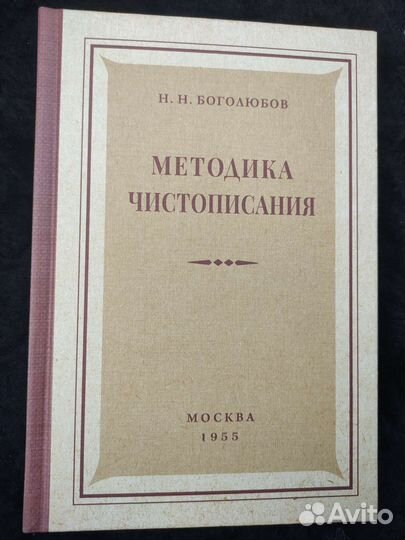 Н. Н. БОГОЛЮБОВ
МЕТОДИКА
ЧИСТОПИСАНИЯ
МОСКВА
1955
Avito